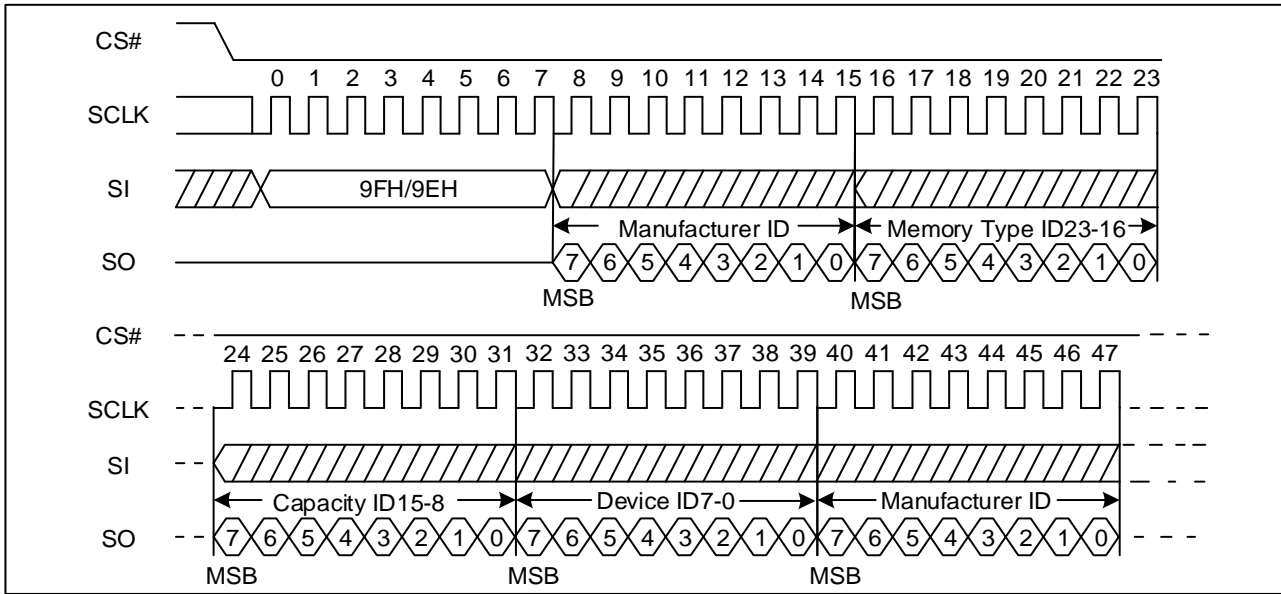 CS#
0 1 2 3 4 5 6 7 8 9 10 11 12 13 14 15 16 17 18 19 20 21 22 23
SCLK
SI 9FH/9EH
Manufacturer ID Memory Type ID23-16
SO 7 6 5 4 3 2 1 0 7 6 5 4 3 2 1 0
MSB MSB
CS#
24 25 26 27 28 29 30 31 32 33 34 35 36 37 38 39 40 41 42 43 44 45 46 47
SCLK
SI
Capacity ID15-8 Device ID7-0 Manufacturer ID
SO 7 6 5 4 3 2 1 0 7 6 5 4 3 2 1 0 7 6 5 4 3 2 1 0
MSB MSB MSB